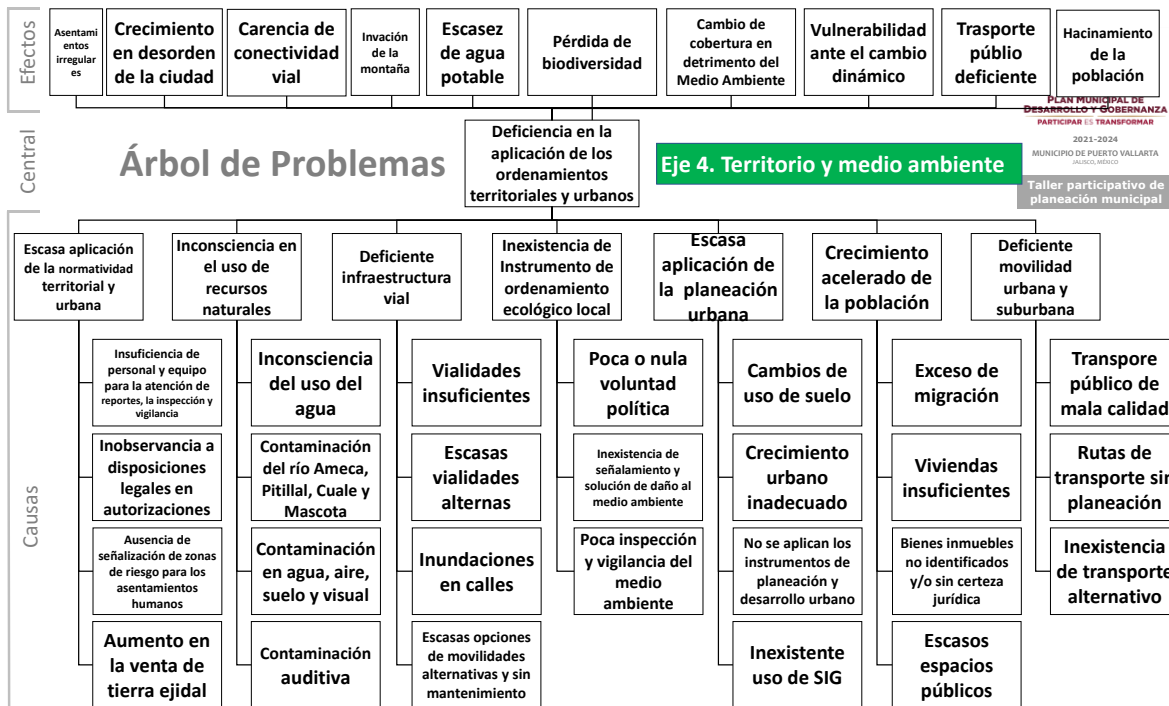 Efectos
Asentami
entos
irregular
es
Crecimiento
en desorden
de la ciudad
Carencia de
conectividad
vial
Invación
de la
montaña
Escasez
de agua
potable
Pérdida de
biodiversidad
Cambio de
cobertura en
detrimento del
Medio Ambiente
Vulnerabilidad
ante el cambio
dinámico
Trasporte
públio
deficiente
Hacinamiento
de la
población
PLAN MUNICIPAL DE
DESARROLLO Y GOBERNANZA
PARTICIPAR ES TRANSFORMAR
2021-2024
MUNICIPIO DE PUERTO VALLARTA
JALISCO, MÉXICO
Taller participativo de
planeación municipal
Central
Árbol de Problemas
Deficiencia en la
aplicación de los
ordenamientos
territoriales y
urbanos
Eje 4. Territorio y medio ambiente
Causas
Escasa aplicación
de la normatividad
territorial y
urbana
Inconsciencia en
el uso de
recursos
naturales
Deficiente
infraestructura
vial
Inexistencia de
Instrumento de
ordenamiento
ecológico local
Escasa
aplicación de
la planeación
urbana
Crecimiento
acelerado de
la población
Deficiente
movilidad
urbana y
suburbana
Insuficiencia de
personal y equipo
para la atención de
reportes, la inspección y
vigilancia
Inconsciencia
del uso del
agua
Vialidades
insuficientes
Poca o nula
voluntad
política
Cambios de
uso de suelo
Exceso de
migración
Transpore
público de
mala calidad
Inobservancia a
disposiciones
legales en
autorizaciones
Contaminación
del río Ameca,
Pitillal, Cuale y
Mascota
Escasas
vialidades
alternas
Inexistencia de
señalamiento y
solución de daño al
medio ambiente
Crecimiento
urbano
inadecuado
Viviendas
insuficientes
Rutas de
transporte sin
planeación
Ausencia de
señalización de zonas
de riesgo para los
asentamientos
humanos
Contaminación
en agua, aire,
suelo y visual
Inundaciones
en calles
Poca inspección
y vigilancia del
medio
ambiente
No se aplican los
instrumentos de
planeación y
desarrollo urbano
Bienes inmuebles
no identificados
y/o sin certeza
jurídica
Inexistencia
de transporte
alternativo
Aumento en
la venta de
tierra ejidal
Contaminación
auditiva
Escasas opciones
de movilidades
alternativas y sin
mantenimiento
Inexistente
uso de SIG
Escasos
espacios
públicos